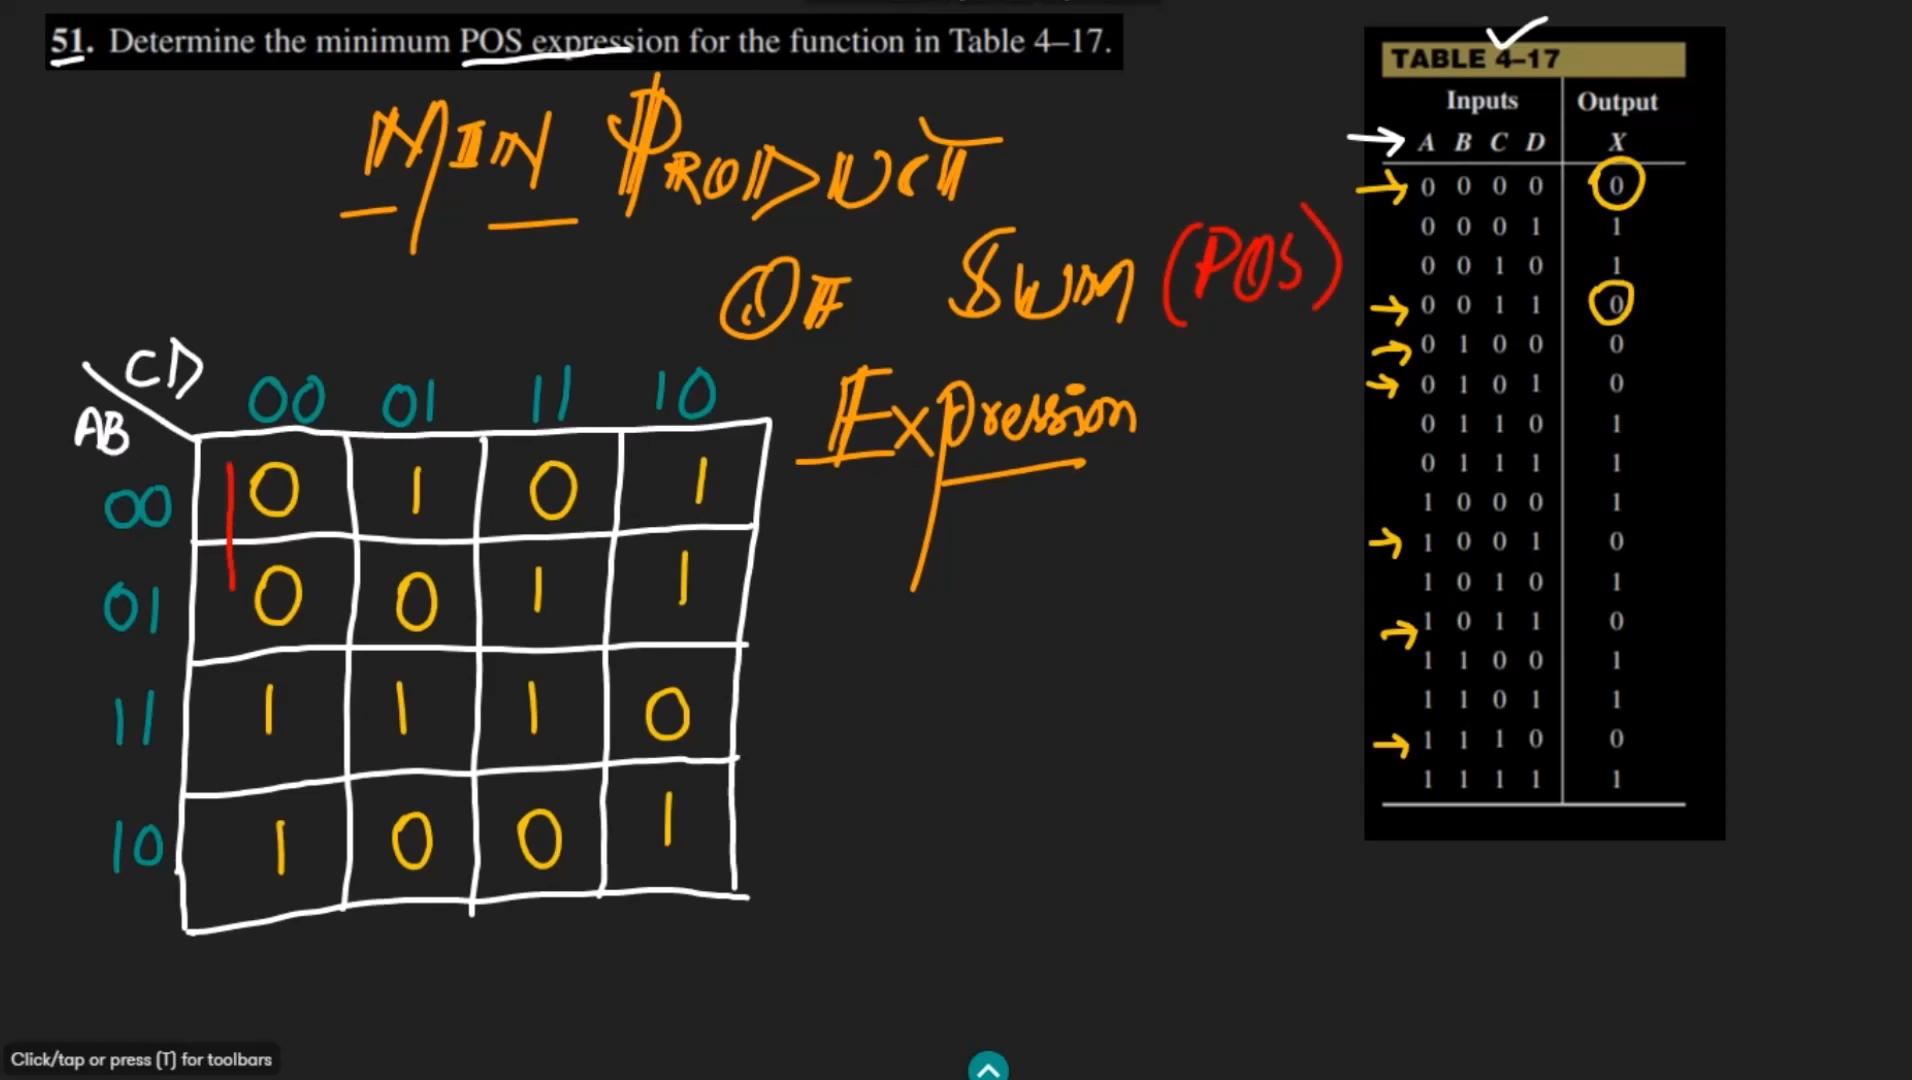 51. Determine the minimum POS expression for the function in Table 4–17.
MIN PRODUCT
OF SUM (POS)
Expression
CD
AB
00 01 11 10
00 0 1 0 1
01 0 0 1 1
11 1 1 1 0
10 1 0 0 1
TABLE 4–17
Inputs Output
A B C D X
0 0 0 0 0
0 0 0 1 1
0 0 1 0 1
0 0 1 1 0
0 1 0 0 0
0 1 0 1 0
0 1 1 0 1
0 1 1 1 1
1 0 0 0 1
1 0 0 1 0
1 0 1 0 1
1 0 1 1 0
1 1 0 0 1
1 1 0 1 1
1 1 1 0 0
1 1 1 1 1
Click/tap or press (T) for toolbars